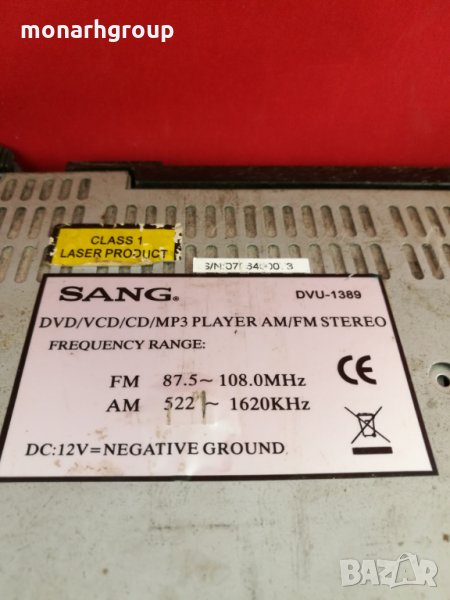 monarhgroup
CLASS 1
LASER PRODUCT
SANG®
DVU-1389
DVD/VCD/CD/MP3 PLAYER AM/FM STEREO
FREQUENCY RANGE:
FM 87.5~ 108.0MHz
AM 522~ 1620KHz
CE
DC:12V=NEGATIVE GROUND
BAZAR